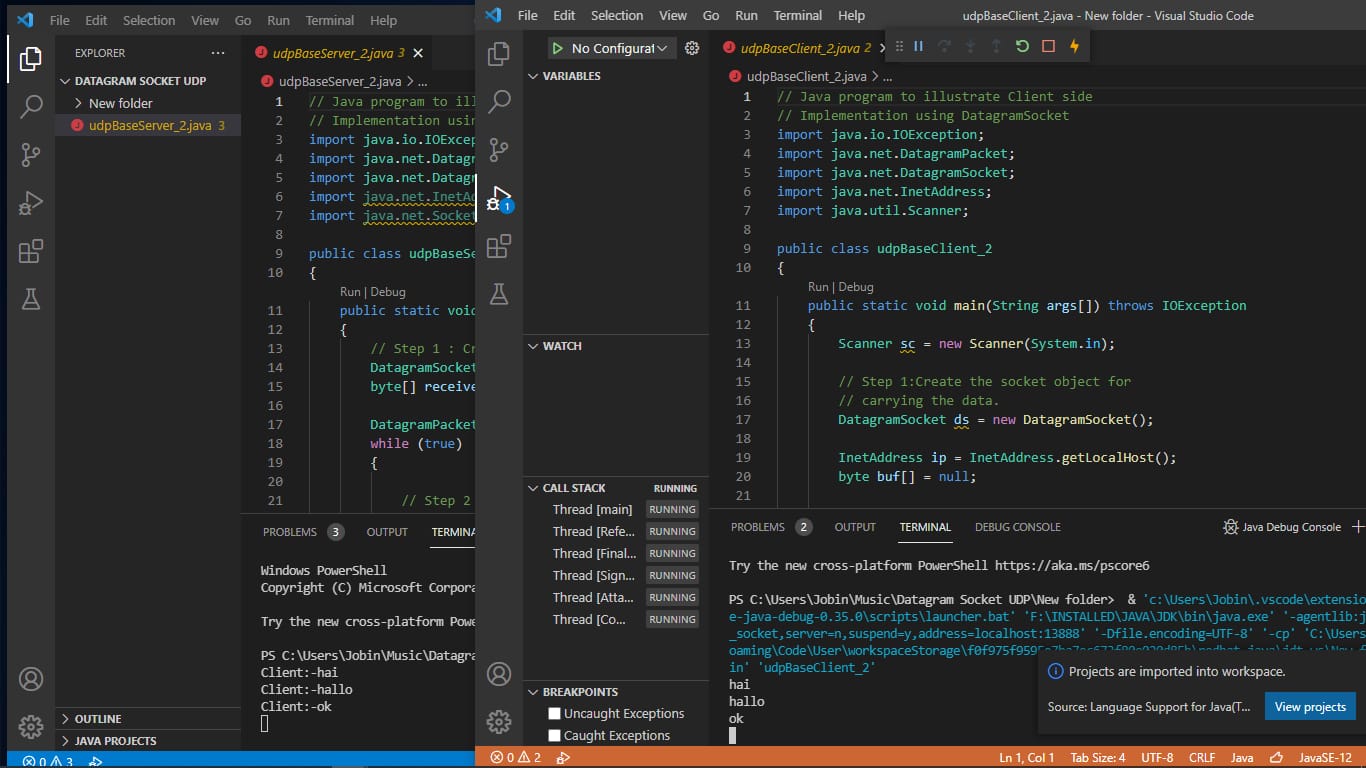 File Edit Selection View Go Run Terminal Help
EXPLORER ...
DATAGRAM SOCKET UDP
New folder
udpBaseServer_2.java 3
OUTLINE
JAVA PROJECTS
0 3
udpBaseServer_2.java 3
udpBaseServer_2.java > ...
1 // Java program to ill
2 // Implementation usin
3 import java.io.IOExcep
4 import java.net.Datagr
5 import java.net.Datagr
6 import java.net.InetAd
7 import java.net.Socket
8
9 public class udpBaseSe
10 {
Run | Debug
11 public static void
12 {
13 // Step 1 : Cr
14 DatagramSocket
15 byte[] receive
16
17 DatagramPacket
18 while (true)
19 {
20
21 // Step 2
PROBLEMS 3 OUTPUT TERMINA
Windows PowerShell
Copyright (C) Microsoft Corpora
Try the new cross-platform Powe
PS C:\Users\Jobin\Music\Datagra
Client:-hai
Client:-hallo
Client:-ok
File Edit Selection View Go Run Terminal Help udpBaseClient_2.java - New folder - Visual Studio Code
No Configurat
1
VARIABLES
WATCH
CALL STACK RUNNING
Thread [main] RUNNING
Thread [Refe... RUNNING
Thread [Final... RUNNING
Thread [Sign... RUNNING
Thread [Atta... RUNNING
Thread [Co... RUNNING
BREAKPOINTS
Uncaught Exceptions
Caught Exceptions
udpBaseClient_2.java 2
udpBaseClient_2.java > ...
1 // Java program to illustrate Client side
2 // Implementation using DatagramSocket
3 import java.io.IOException;
4 import java.net.DatagramPacket;
5 import java.net.DatagramSocket;
6 import java.net.InetAddress;
7 import java.util.Scanner;
8
9 public class udpBaseClient_2
10 {
Run | Debug
11 public static void main(String args[]) throws IOException
12 {
13 Scanner sc = new Scanner(System.in);
14
15 // Step 1:Create the socket object for
16 // carrying the data.
17 DatagramSocket ds = new DatagramSocket();
18
19 InetAddress ip = InetAddress.getLocalHost();
20 byte buf[] = null;
21
PROBLEMS 2 OUTPUT TERMINAL DEBUG CONSOLE Java Debug Console
Try the new cross-platform PowerShell https://aka.ms/pscore6
PS C:\Users\Jobin\Music\Datagram Socket UDP\New folder> & 'c:\Users\Jobin\.vscode\extensio
e-java-debug-0.35.0\scripts\launcher.bat' 'F:\INSTALLED\JAVA\JDK\bin\java.exe' '-agentlib:j
_socket,server=n,suspend=y,address=localhost:13888' '-Dfile.encoding=UTF-8' '-cp' 'C:\Users
in' 'udpBaseClient_2'
hai
hallo
ok
Projects are imported into workspace.
Source: Language Support for Java(T... View projects
0 2 Ln 1, Col 1 Tab Size: 4 UTF-8 CRLF Java JavaSE-12